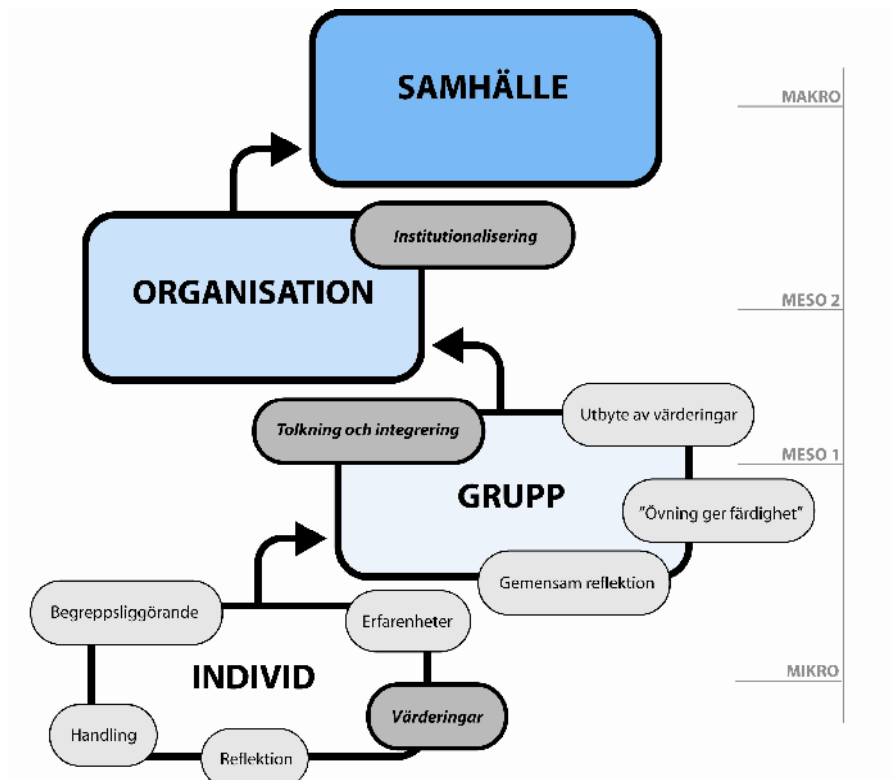 SAMHÄLLE
MAKRO
Institutionalisering
ORGANISATION
MESO 2
Utbyte av värderingar
Tolkning och integrering
MESO 1
GRUPP
"Övning ger färdighet"
Gemensam reflektion
Begreppsliggörande
Erfarenheter
INDIVID
MIKRO
Värderingar
Handling
Reflektion